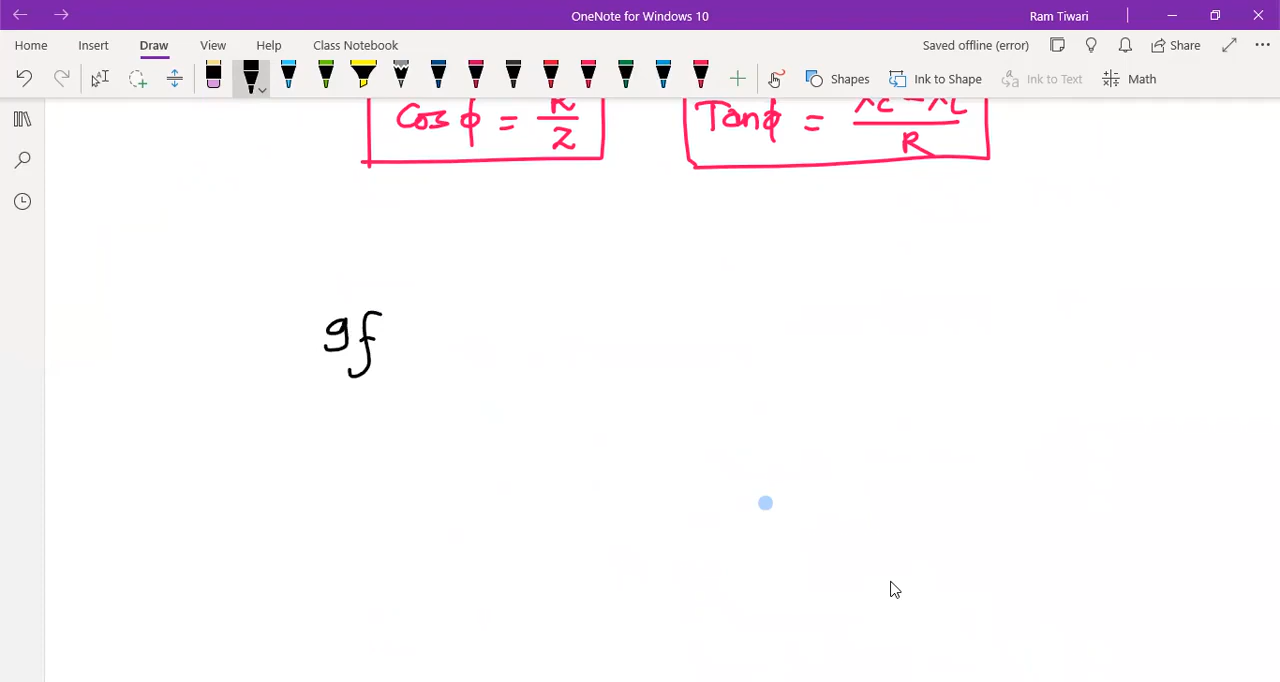 OneNote for Windows 10
Ram Tiwari
Home Insert Draw View Help Class Notebook
Saved offline (error)
Share
Shapes
Ink to Shape
Ink to Text
Math
Cos ϕ = R/Z
Tanϕ = XC - XL/R
gf